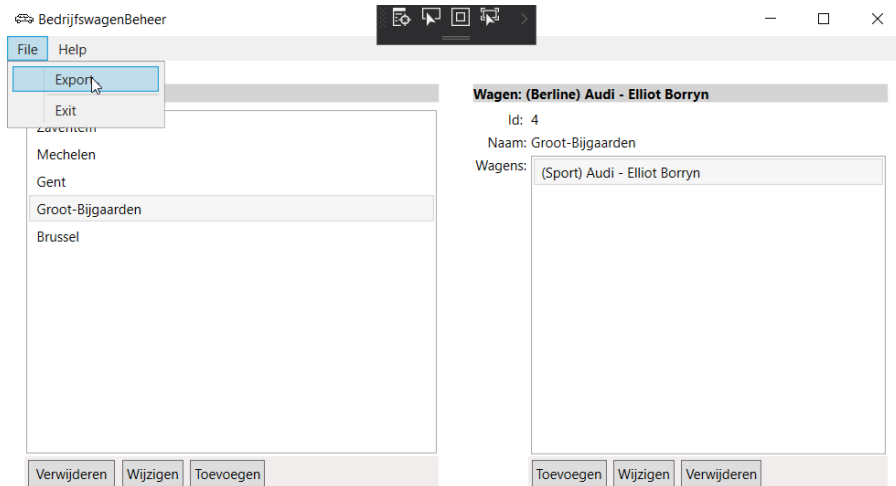 BedrijfswagenBeheer
File Help
Export
Exit
Zaventem
Mechelen
Gent
Groot-Bijgaarden
Brussel
Verwijderen Wijzigen Toevoegen
Wagen: (Berline) Audi - Elliot Borryn
Id: 4
Naam: Groot-Bijgaarden
Wagens: (Sport) Audi - Elliot Borryn
Toevoegen Wijzigen Verwijderen